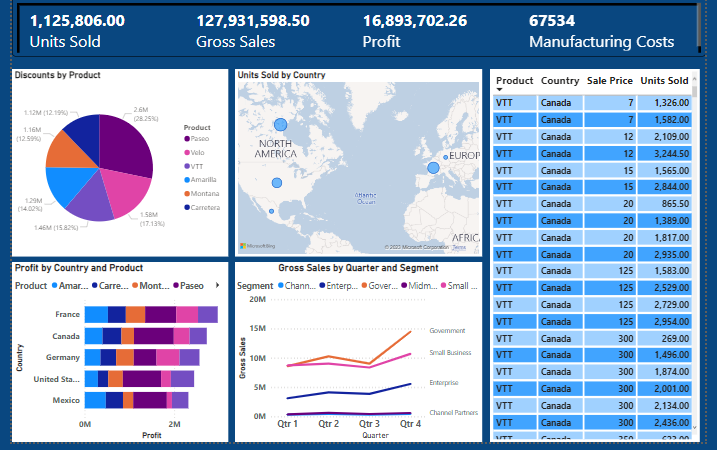 1,125,806.00
Units Sold
127,931,598.50
Gross Sales
16,893,702.26
Profit
67534
Manufacturing Costs
Discounts by Product
2.6M
(28.25%)
1.58M
(17.13%)
1.46M (15.82%)
1.29M
(14.02%)
1.16M
(12.59%)
1.12M (12.19%)
Product
Paseo
Velo
VTT
Amarilla
Montana
Carretera
Units Sold by Country
NORTH
AMERICA
EUROP
Atlantic
Ocean
AFRIC
Microsoft Bing
© 2023 Microsoft Corporation Terms
Product Country Sale Price Units Sold
VTT Canada 7 1,326.00
VTT Canada 7 1,582.00
VTT Canada 12 2,109.00
VTT Canada 12 3,244.50
VTT Canada 15 1,565.00
VTT Canada 15 2,844.00
VTT Canada 20 865.50
VTT Canada 20 1,389.00
VTT Canada 20 1,817.00
VTT Canada 20 2,935.00
VTT Canada 125 1,583.00
VTT Canada 125 2,529.00
VTT Canada 125 2,729.00
VTT Canada 125 2,954.00
VTT Canada 300 269.00
VTT Canada 300 1,496.00
VTT Canada 300 1,874.00
VTT Canada 300 2,001.00
VTT Canada 300 2,134.00
VTT Canada 300 2,436.00
VTT Canada 350 623.00
Profit by Country and Product
Product Amar... Carre... Mont... Paseo
Country
France
Canada
Germany
United Sta...
Mexico
0M 2M
Profit
Gross Sales by Quarter and Segment
Segment Chann... Enterp... Gover... Midm... Small ...
Gross Sales
20M
15M
10M
5M
0M
Government
Small Business
Enterprise
Channel Partners
Qtr 1 Qtr 2 Qtr 3 Qtr 4
Quarter